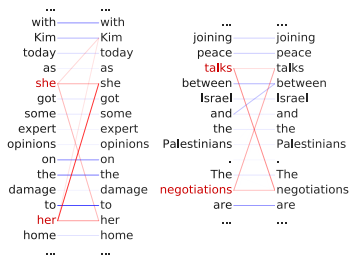 ... ...
with with
Kim Kim
today today
as as
she she
got got
some some
expert expert
opinions opinions
on on
the the
damage damage
to to
her her
home home
... ...
... ...
joining joining
peace peace
talks talks
between between
Israel Israel
and and
the the
Palestinians Palestinians
. .
The The
negotiations negotiations
are are
... ...